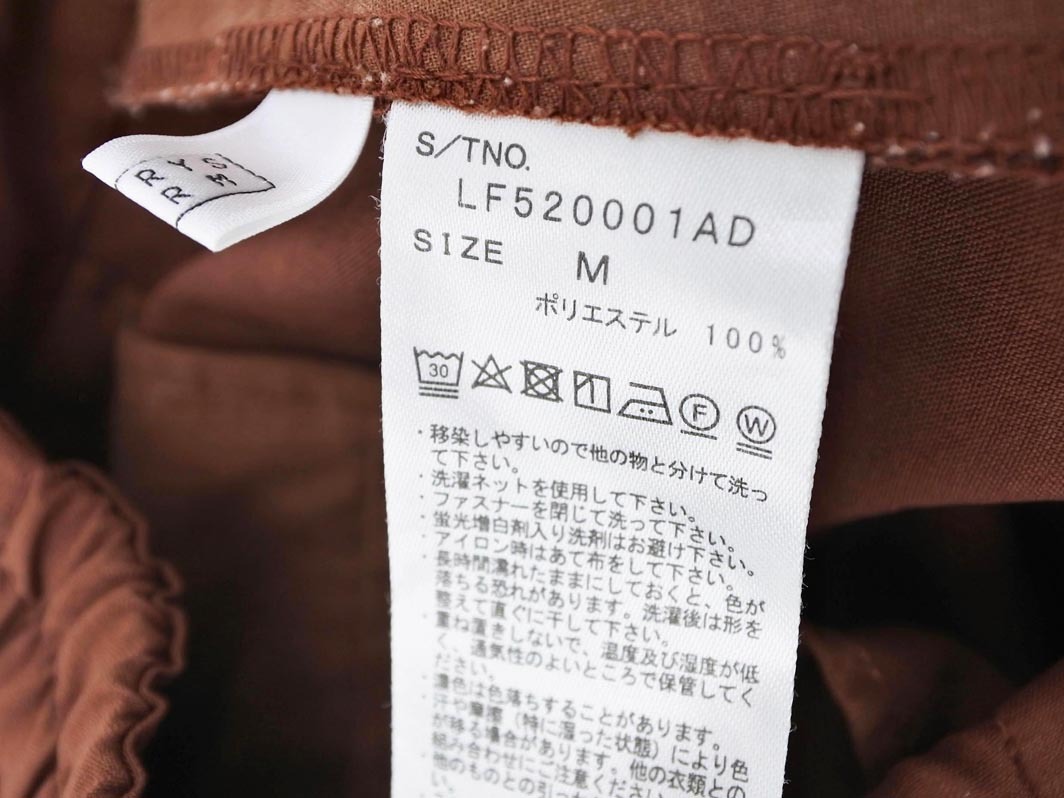 S/TNO.
LF520001AD
SIZE M
ポリエステル 100%
30
F W
・移染しやすいので他の物と分けて洗っ
て下さい。
・洗濯ネットを使用して下さい。
・ファスナーを閉じて洗って下さい。
・蛍光増白剤入り洗剤はお避け下さい。
・アイロン時はあて布をして下さい。
・長時間濡れたままにしておくと、色が
落ちる恐れがあります。洗濯後は形を
整えて直ぐに干して下さい。
・重ね置きしないで、温度及び湿度が低
く、通気性のよいところで保管してく
ださい。
・濃色は色落ちすることがあります。
汗や摩擦（特に湿った状態）により色
が移る場合があります。他の衣類との
組み合わせにご注意ください
・他のものとの引っ